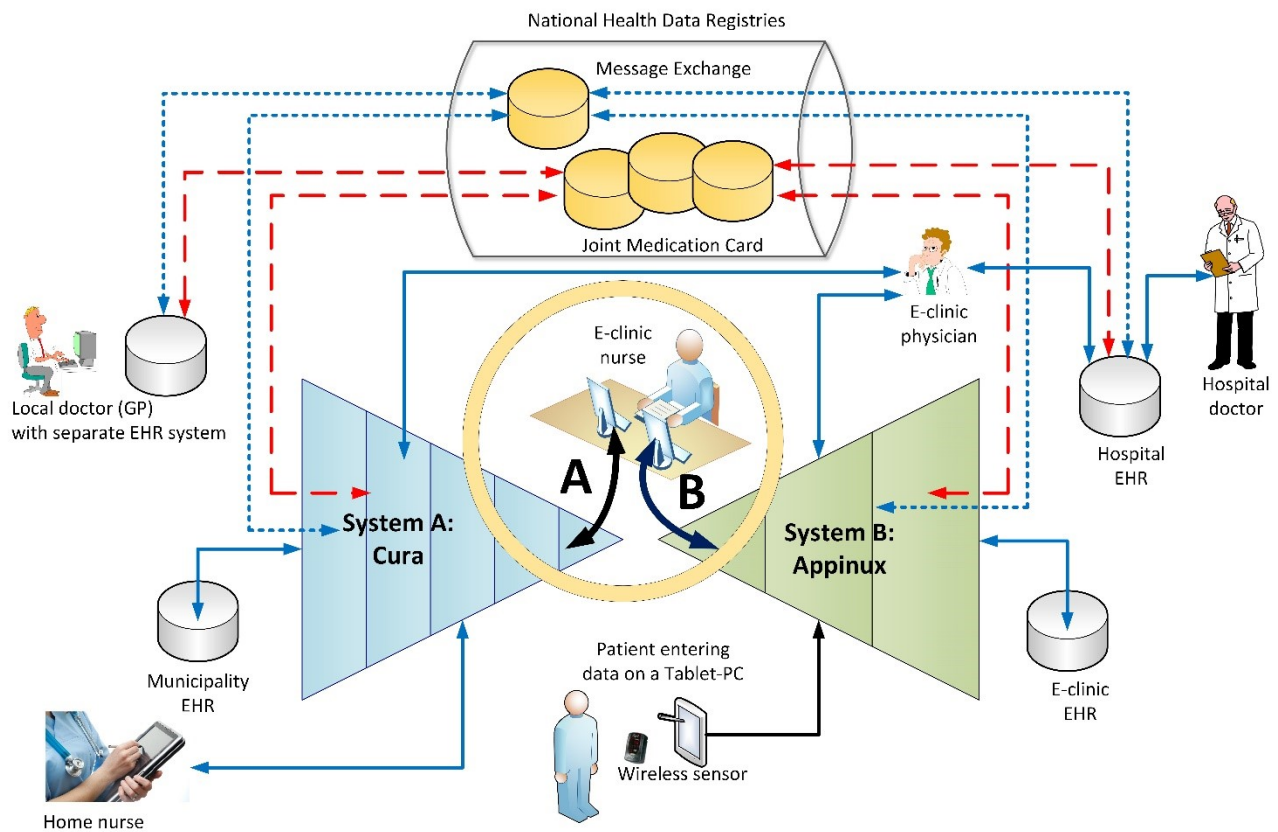 National Health Data Registries
Message Exchange
Joint Medication Card
E-clinic
physician
Hospital
doctor
Hospital
EHR
Local doctor (GP)
with separate EHR system
E-clinic
nurse
A
B
System A:
Cura
System B:
Appinux
Municipality
EHR
E-clinic
EHR
Patient entering
data on a Tablet-PC
Wireless sensor
Home nurse